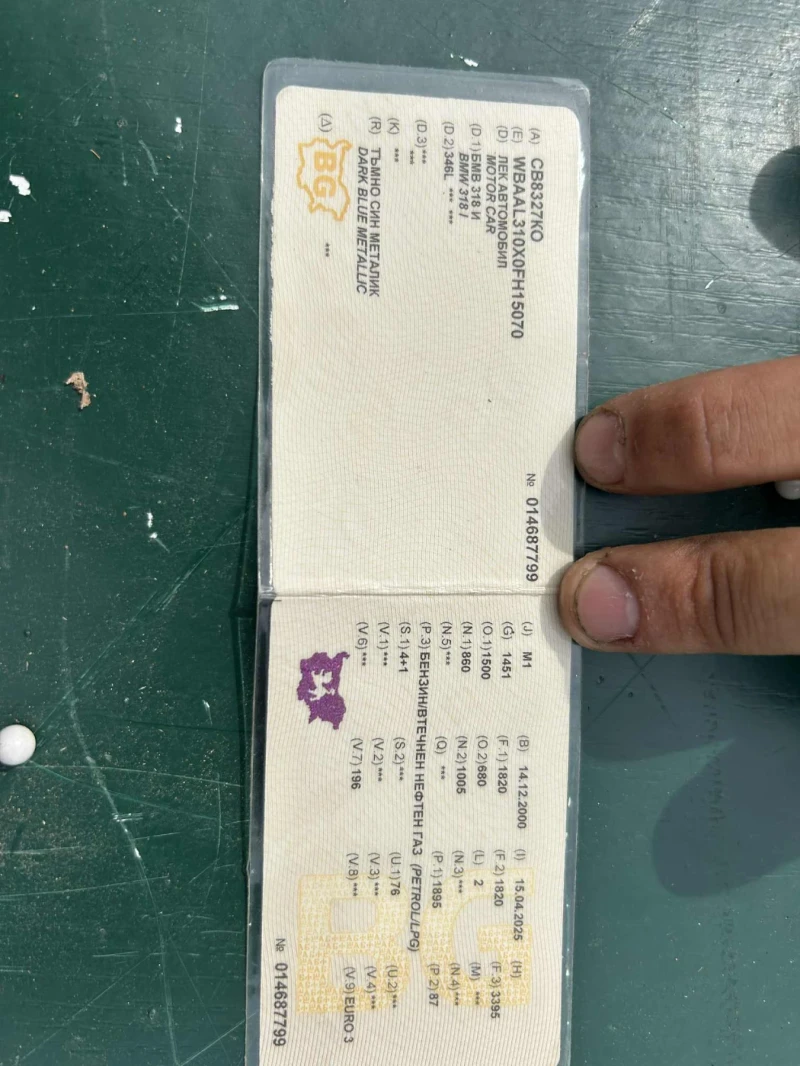 (A) СВ8327КО
(E) WBAAL310X0FH15070
(D) ЛЕК АВТОМОБИЛ
MOTOR CAR
(D.1) БМВ 318 И
BMW 318 I
(D.2) 346L *** ***
(D.3) ***
***
(K) ***
(R) ТЪМНО СИН МЕТАЛИК
DARK BLUE METALLIC
(Δ) ***
BG
№ 014687799
(J) M1 (B) 14.12.2000 (I) 15.04.2025 (H)
(G) 1451 (F.1) 1820 (F.2) 1820 (F.3) 3395
(O.1) 1500 (O.2) 680 (L) 2 (M) ***
(N.1) 860 (N.2) 1005 (N.3) *** (N.4) ***
(N.5) *** (Q) *** (P.1) 1895 (P.2) 87
(P.3) БЕНЗИН/ВТЕЧНЕН НЕФТЕН ГАЗ (PETROL/LPG)
(S.1) 4+1 (S.2) *** (U.1) 76 (U.2) ***
(V.1) *** (V.2) *** (V.3) *** (V.4) ***
(V.6) *** (V.7) 196 (V.8) *** (V.9) EURO 3
№ 014687799